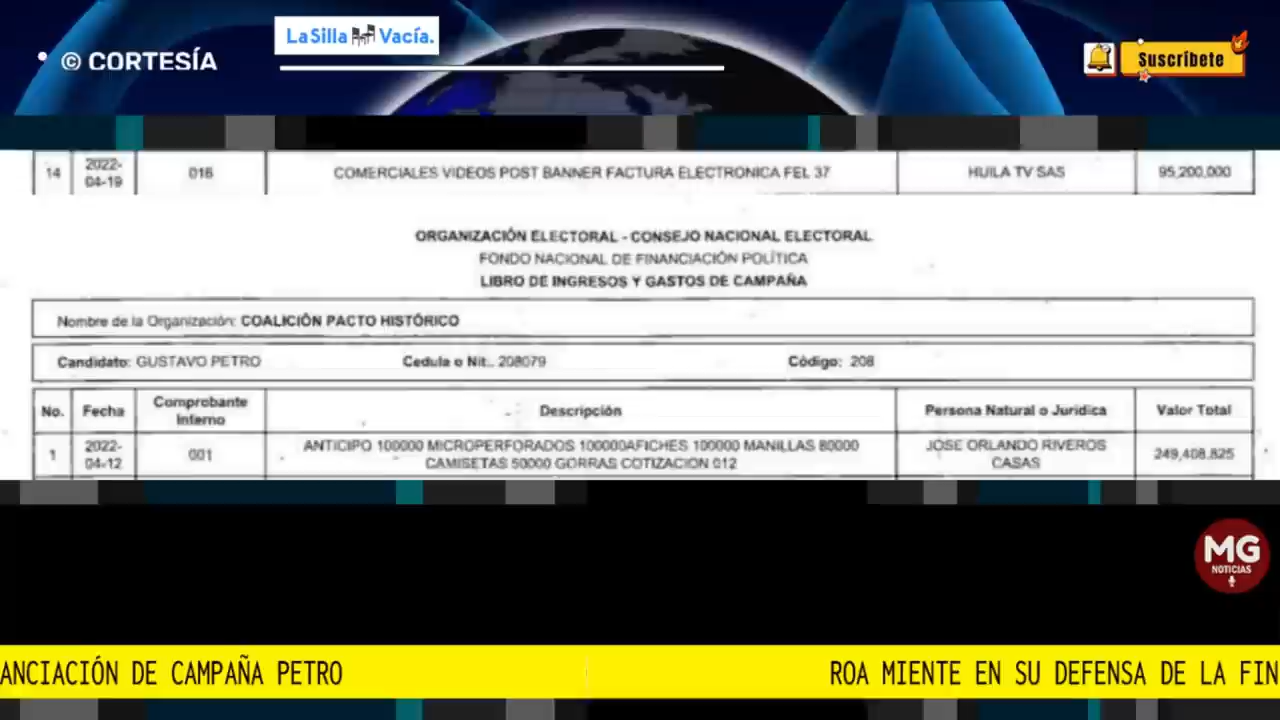 © CORTESÍA
La Silla Vacía.
Suscríbete
14 2022-04-19 016 COMERCIALES VIDEOS POST BANNER FACTURA ELECTRONICA FEL 37 HUILA TV SAS 95,200,000
ORGANIZACIÓN ELECTORAL - CONSEJO NACIONAL ELECTORAL
FONDO NACIONAL DE FINANCIACIÓN POLÍTICA
LIBRO DE INGRESOS Y GASTOS DE CAMPAÑA
Nombre de la Organización: COALICIÓN PACTO HISTÓRICO
Candidato: GUSTAVO PETRO Cedula o Nit.. 208079 Código: 208
No. Fecha Comprobante Interno Descripción Persona Natural o Juridica Valor Total
1 2022-04-12 001 ANTICIPO 100000 MICROPERFORADOS 100000AFICHES 100000 MANILLAS 80000 CAMISETAS 50000 GORRAS COTIZACION 012 JOSE ORLANDO RIVEROS CASAS 249,408,825
MG
NOTICIAS
ANCIACIÓN DE CAMPAÑA PETRO ROA MIENTE EN SU DEFENSA DE LA FIN